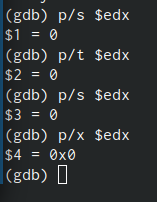 (gdb) p/s $edx
$1 = 0
(gdb) p/t $edx
$2 = 0
(gdb) p/s $edx
$3 = 0
(gdb) p/x $edx
$4 = 0x0
(gdb)